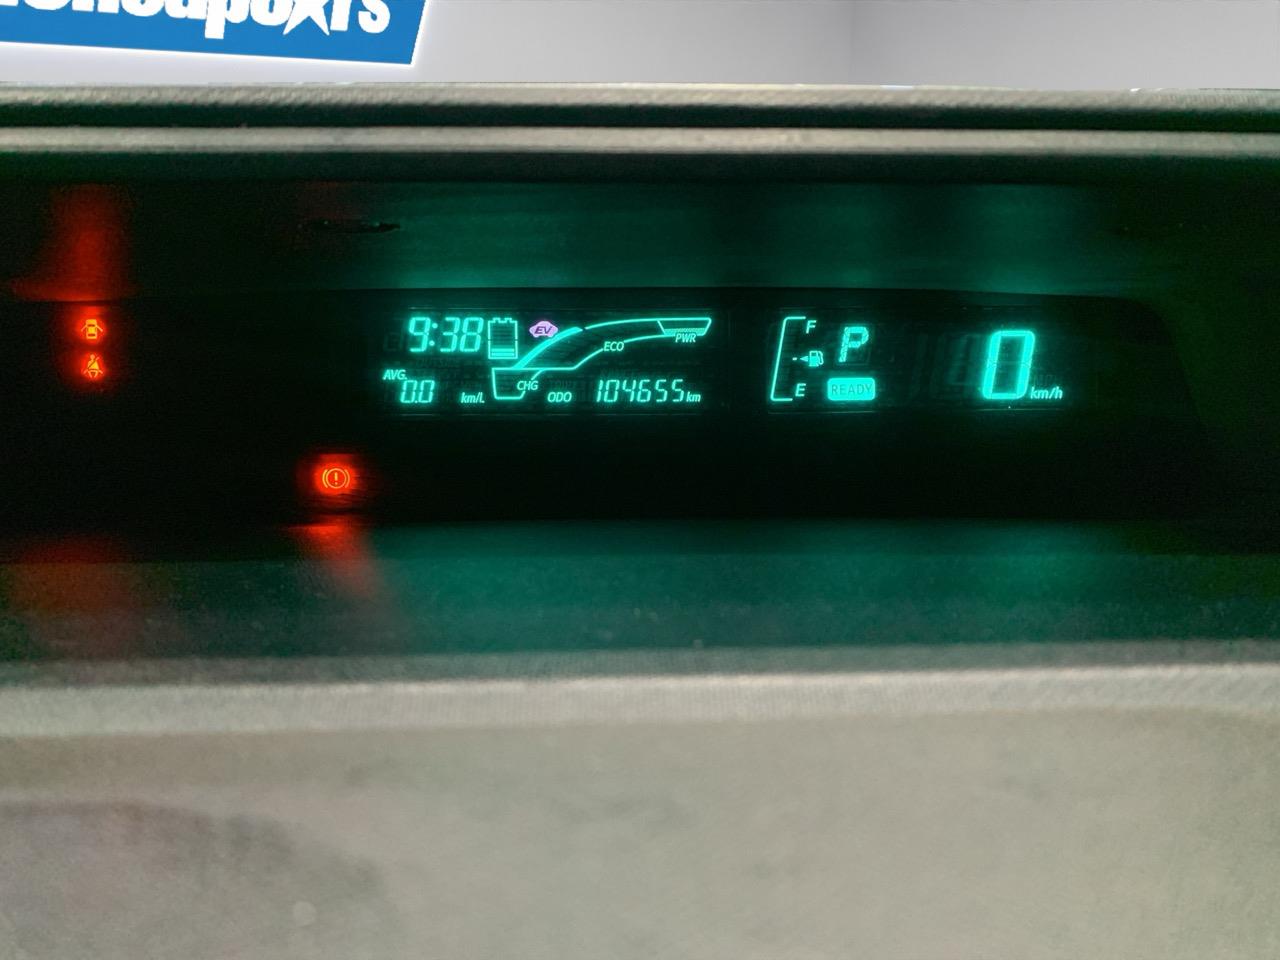 9:38
EV
ECO
PWR
CHG
AVG.
0.0 km/L
ODO 104655 km
F
E
P
READY
0 km/h